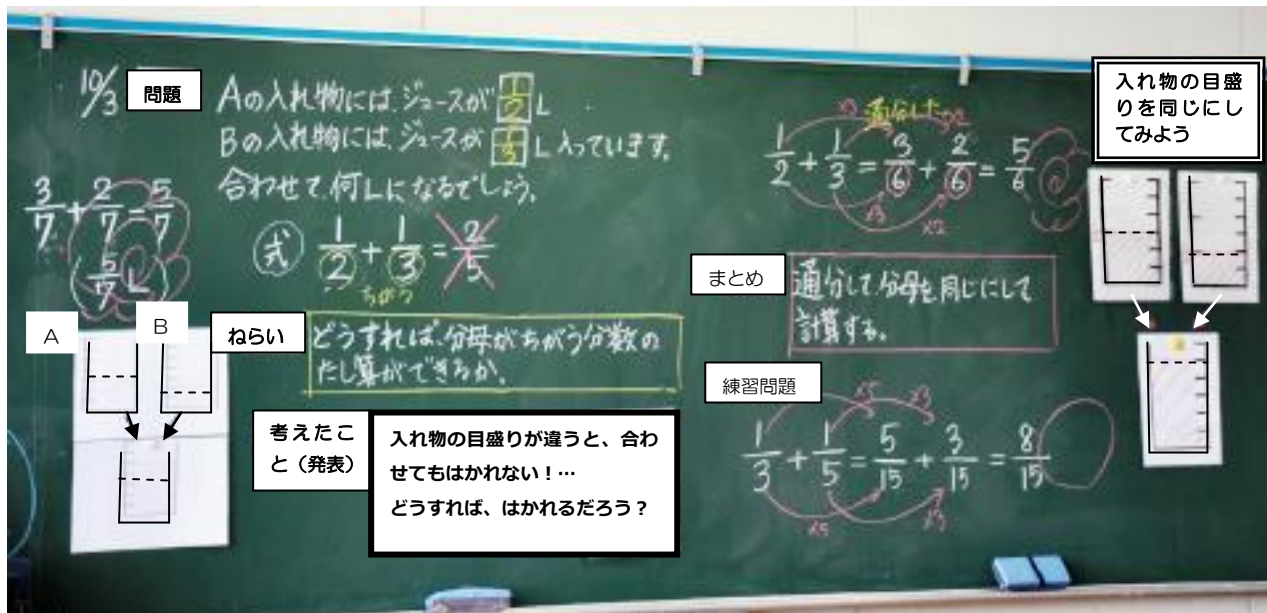 10/3
問題
Aの入れ物には、ジュースが 1/2 L
Bの入れ物には、ジュースが 1/3 L 入っています。
合わせて何Lになるでしょう。
3/7 + 2/7 = 5/7
(5/7 L)
式 1/2 + 1/3 = 2/5
ちがう
A
B
ねらい
どうすれば、分母がちがう分数の
たし算ができるか。
考えたこ
と（発表）
入れ物の目盛りが違うと、合わ
せてもはかれない！…
どうすれば、はかれるだろう？
通分した
×3
×2
1/2 + 1/3 = 3/6 + 2/6 = 5/6
×3
×2
まとめ
通分して分母を同じにして
計算する。
練習問題
×5
×3
1/3 + 1/5 = 5/15 + 3/15 = 8/15
×5
×3
入れ物の目盛
りを同じにし
てみよう